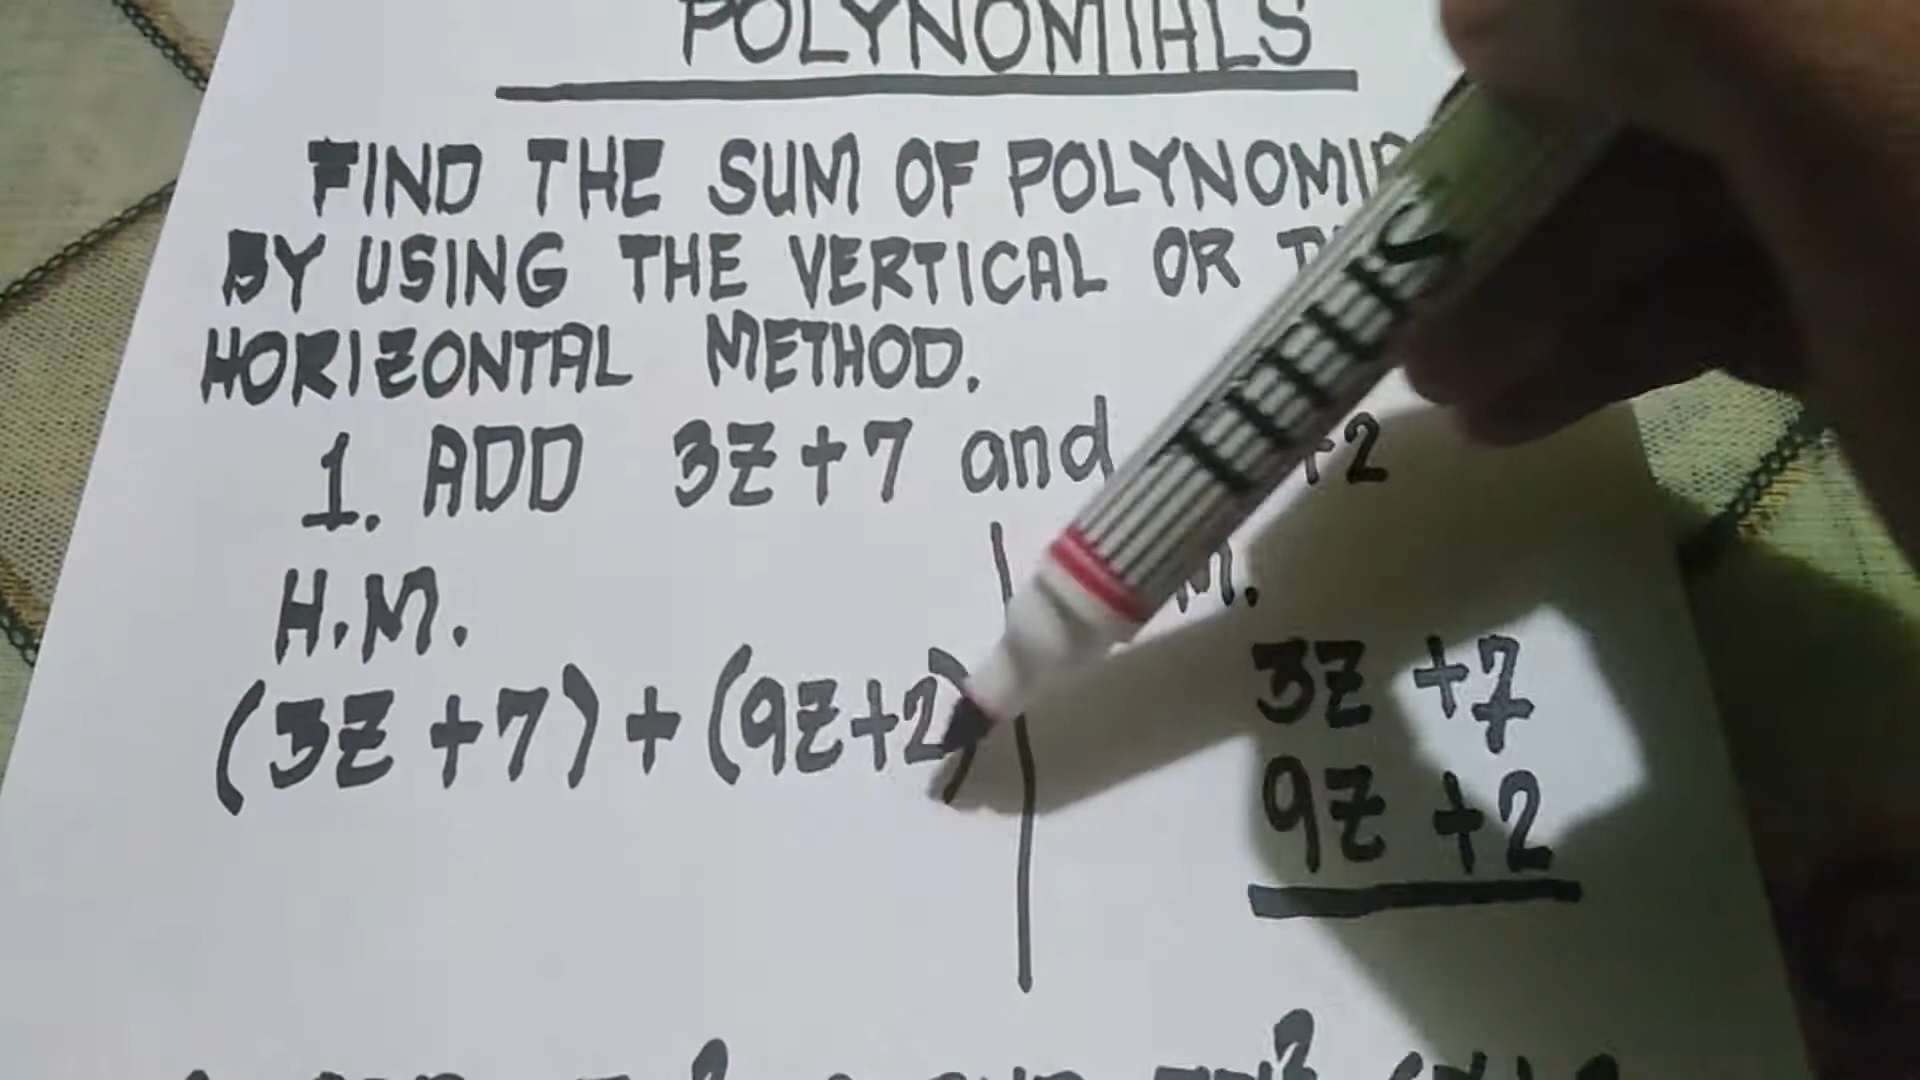 POLYNOMIALS
FIND THE SUM OF
BY USING THE VERTICAL OR
HORIZONTAL METHOD.
1. ADD 3Z+7 and +2
H.M. M.
(3Z+7)+(9Z+2)
3Z +7
9Z +2